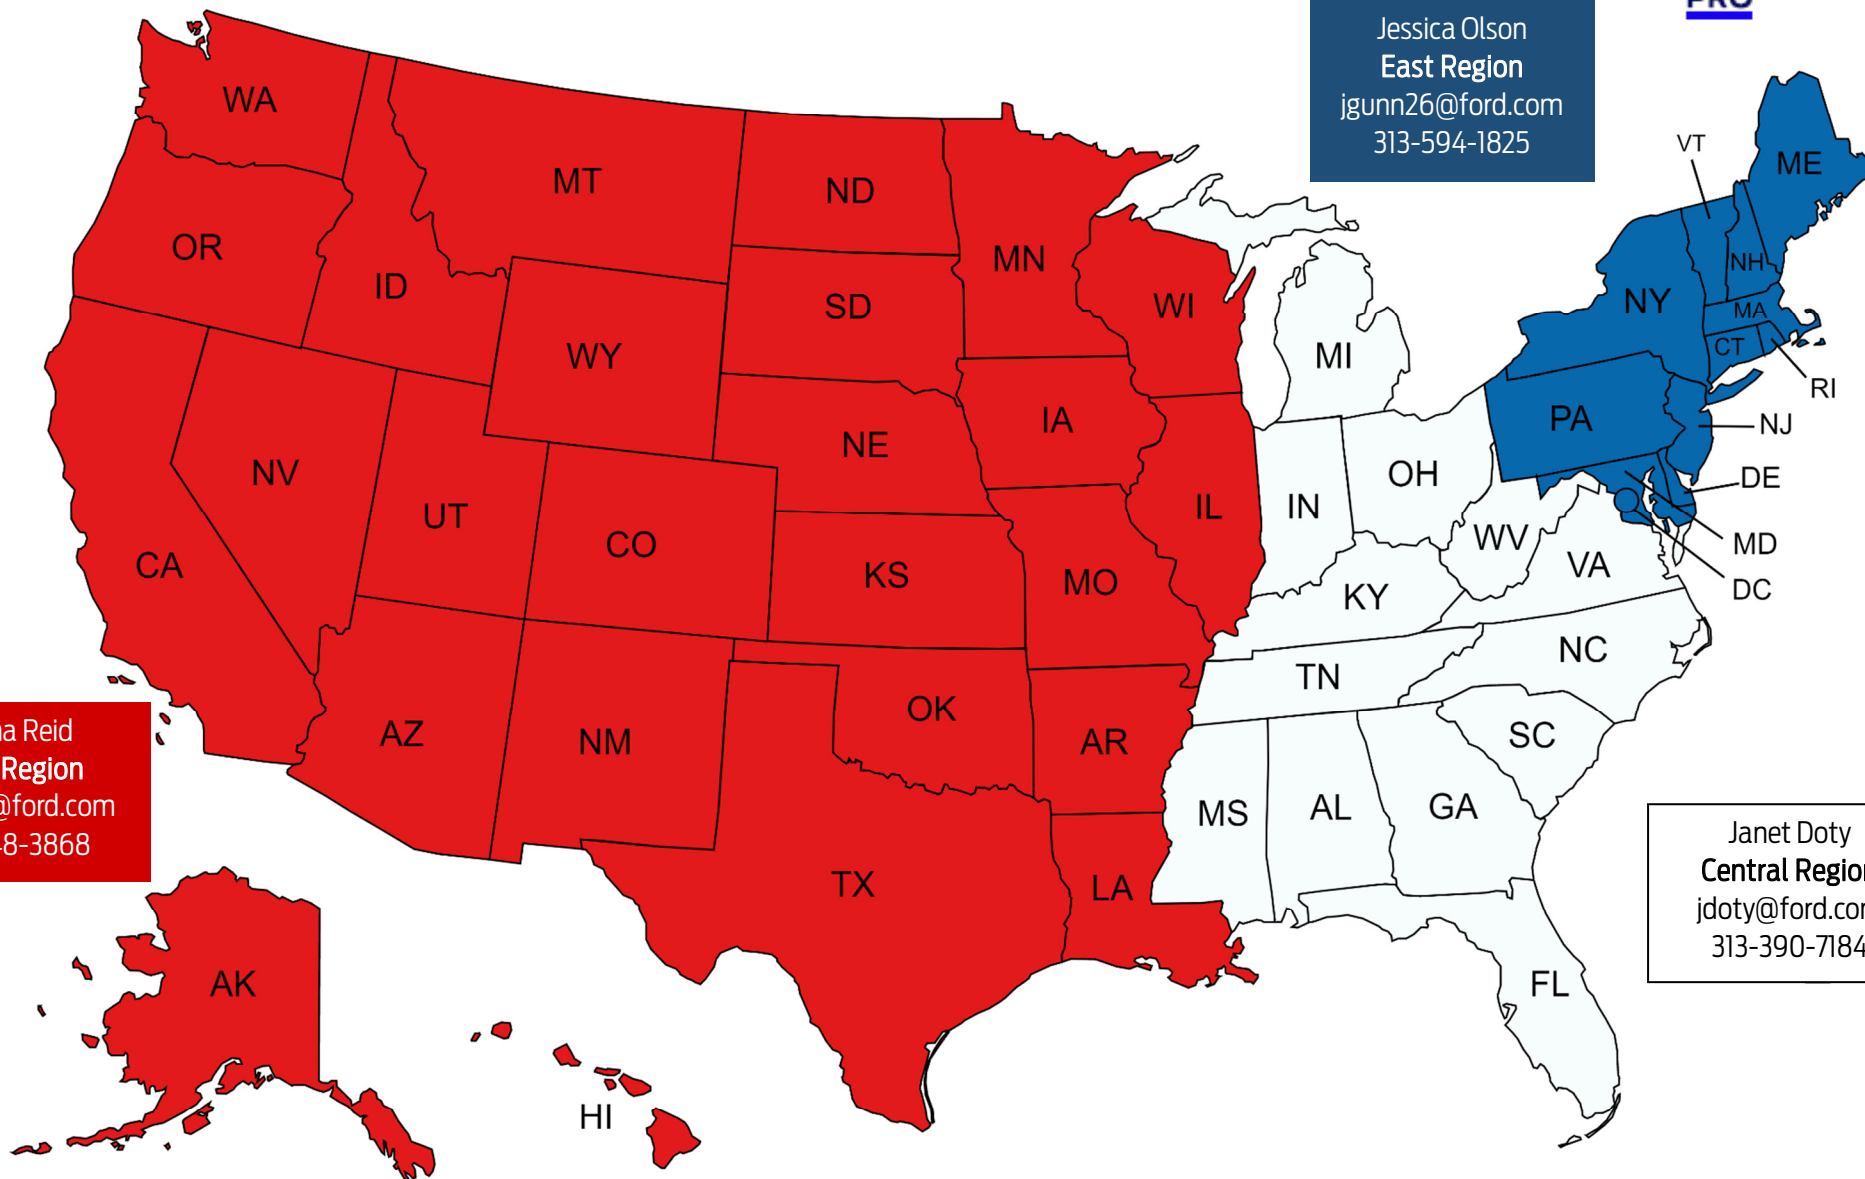 PRO
Jessica Olson
East Region
jgunn26@ford.com
313-594-1825
WA
OR
ID
MT
ND
SD
MN
WI
WY
NE
IA
NV
UT
CO
KS
MO
IL
CA
AZ
NM
OK
AR
TX
LA
AK
HI
MI
IN
OH
WV
VA
KY
TN
NC
SC
MS
AL
GA
FL
VT
ME
NH
NY
MA
CT
RI
PA
NJ
DE
MD
DC
Reid
Region
@ford.com
8-3868
Janet Doty
Central Region
jdoty@ford.com
313-390-7184